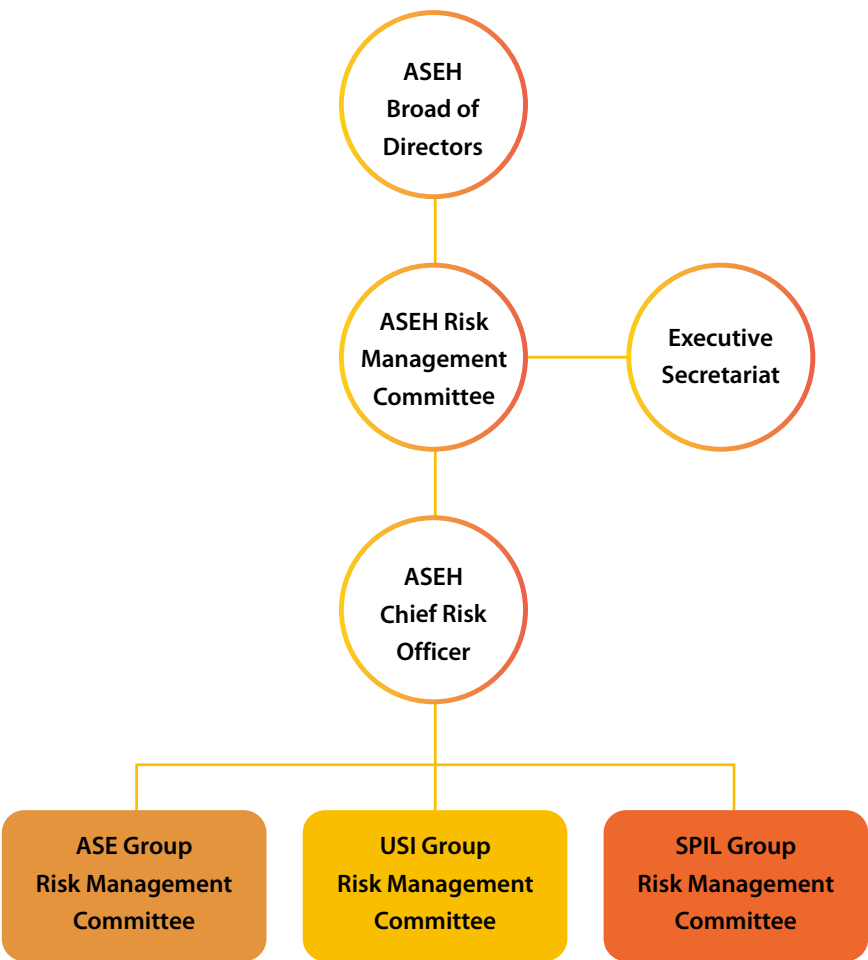 ASEH
Broad of
Directors
ASEH Risk
Management
Committee
Executive
Secretariat
ASEH
Chief Risk
Officer
ASE Group
Risk Management
Committee
USI Group
Risk Management
Committee
SPIL Group
Risk Management
Committee